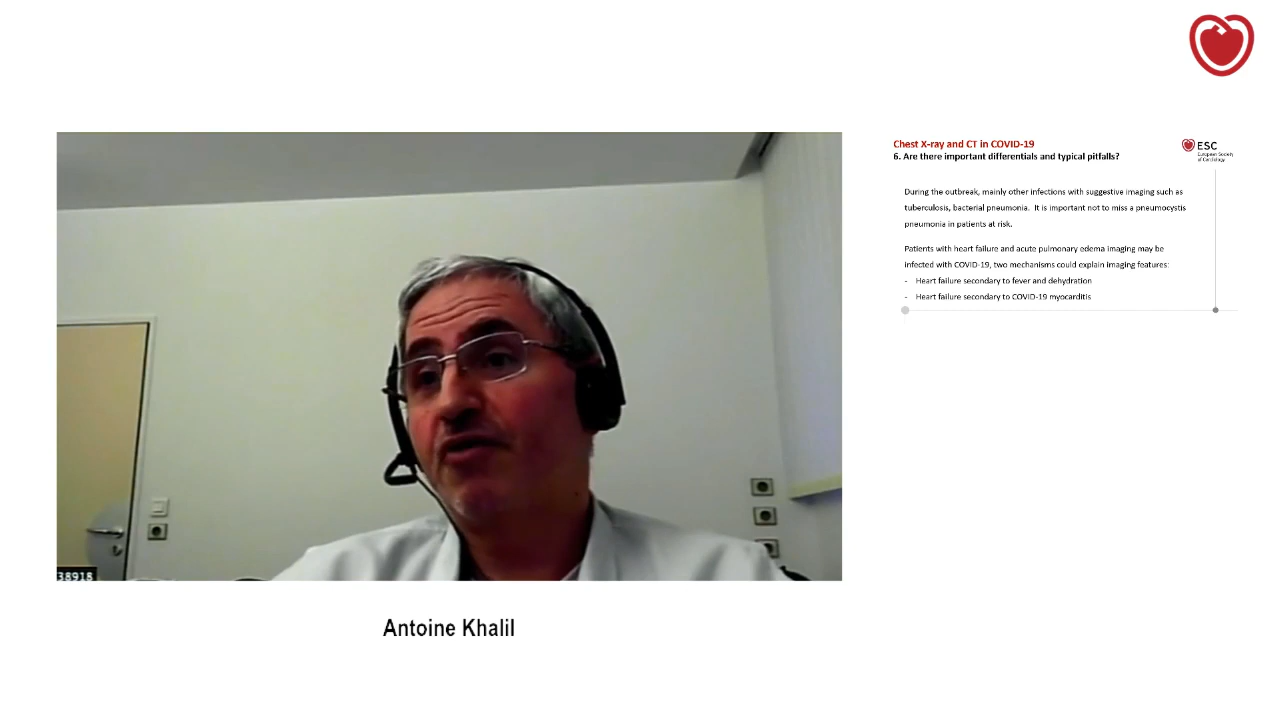 Chest X-ray and CT in COVID-19
6. Are there important differentials and typical pitfalls?
ESC
European Society
of Cardiology
During the outbreak, mainly other infections with suggestive imaging such as
tuberculosis, bacterial pneumonia. It is important not to miss a pneumocystis
pneumonia in patients at risk.
Patients with heart failure and acute pulmonary edema imaging may be
infected with COVID-19, two mechanisms could explain imaging features:
- Heart failure secondary to fever and dehydration
- Heart failure secondary to COVID-19 myocarditis
38918
Antoine Khalil